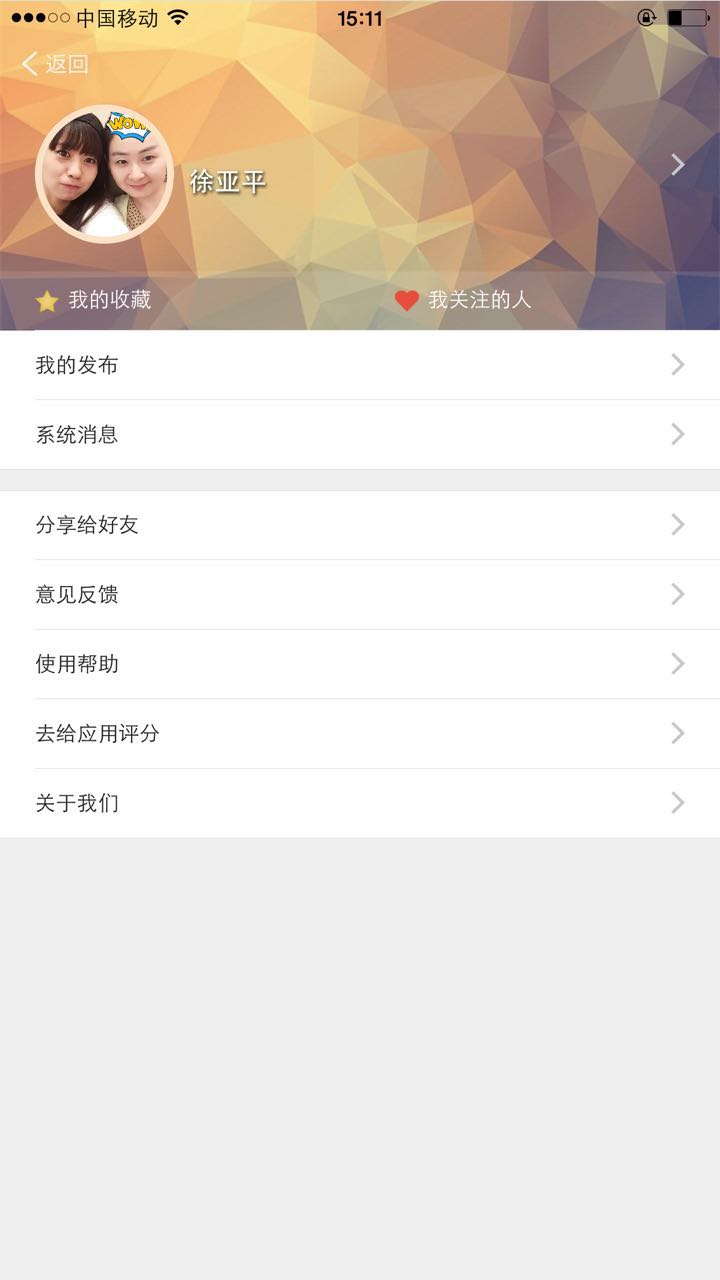 中国移动 15:11
返回
WOW
徐亚平
我的收藏 我关注的人
我的发布
系统消息
分享给好友
意见反馈
使用帮助
去给应用评分
关于我们